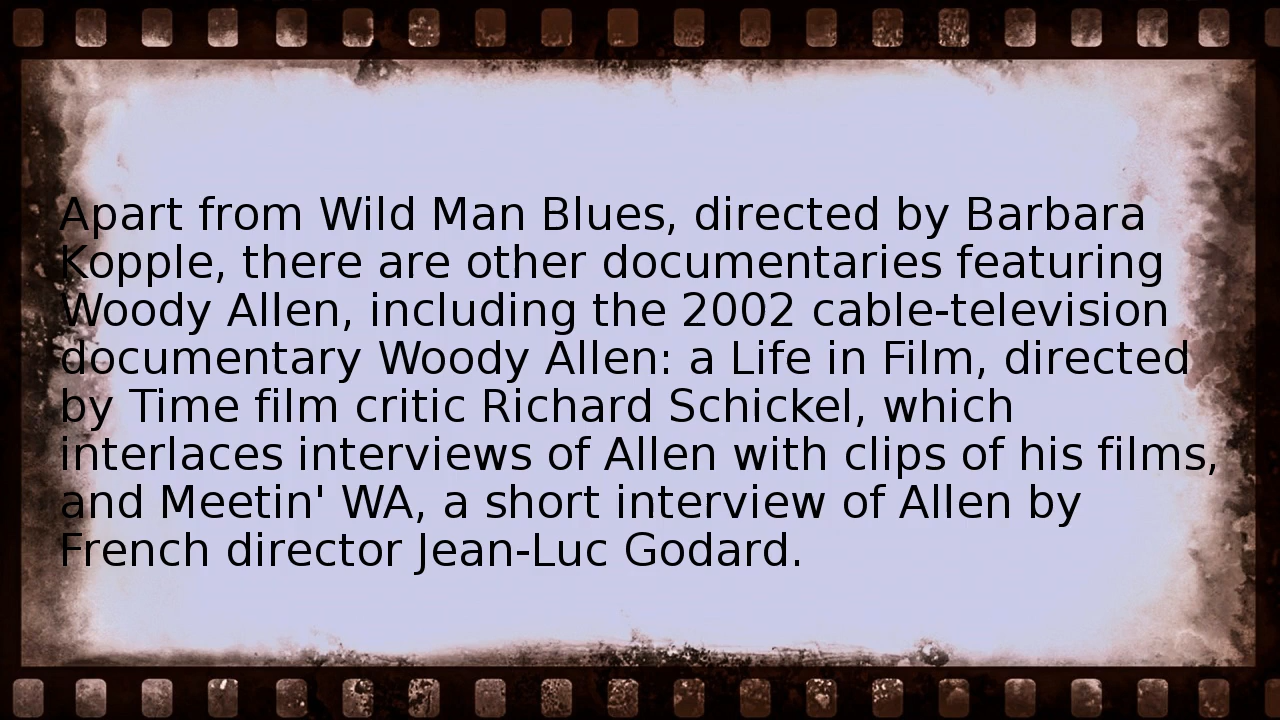 Apart from Wild Man Blues, directed by Barbara
Kopple, there are other documentaries featuring
Woody Allen, including the 2002 cable-television
documentary Woody Allen: a Life in Film, directed
by Time film critic Richard Schickel, which
interlaces interviews of Allen with clips of his films,
and Meetin' WA, a short interview of Allen by
French director Jean-Luc Godard.